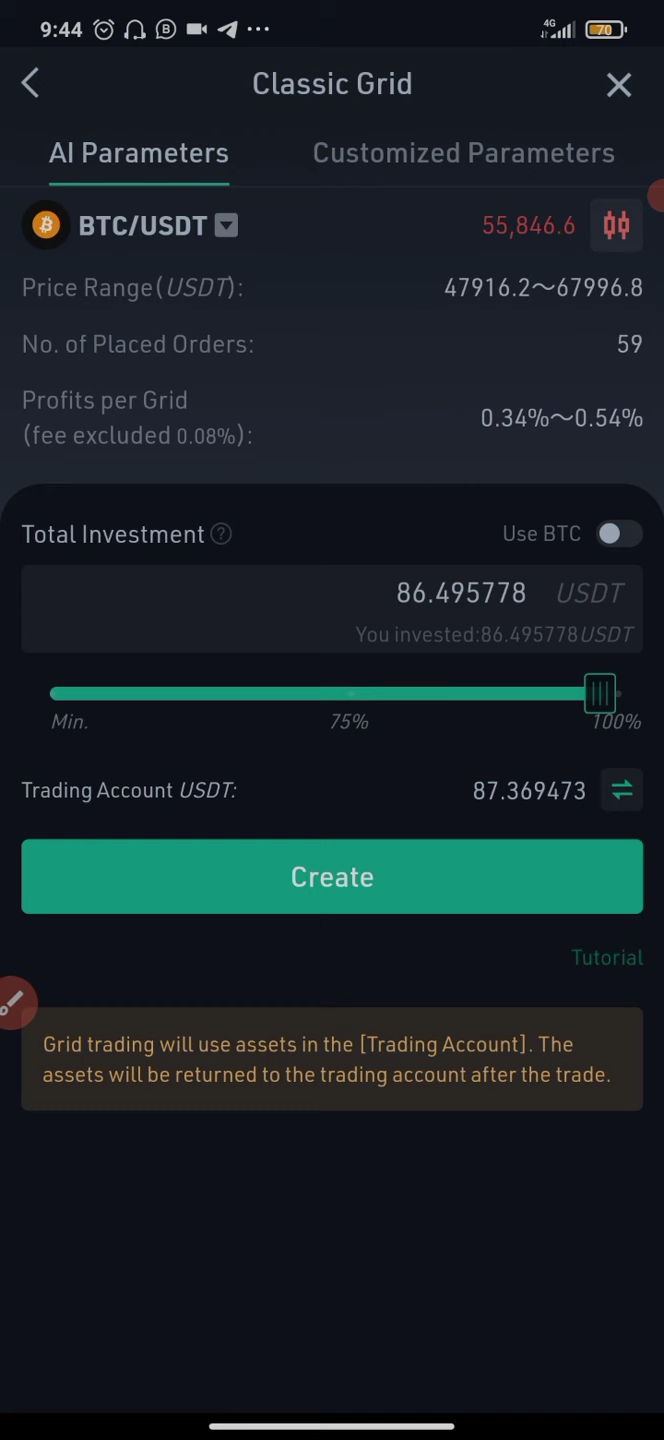 9:44 B ... 4G 70
Classic Grid
AI Parameters Customized Parameters
BTC/USDT 55,846.6
Price Range(USDT): 47916.2～67996.8
No. of Placed Orders: 59
Profits per Grid
(fee excluded 0.08%): 0.34%～0.54%
Total Investment ? Use BTC
86.495778 USDT
You invested:86.495778USDT
Min. 75% 100%
Trading Account USDT: 87.369473
Create
Tutorial
Grid trading will use assets in the [Trading Account]. The
assets will be returned to the trading account after the trade.